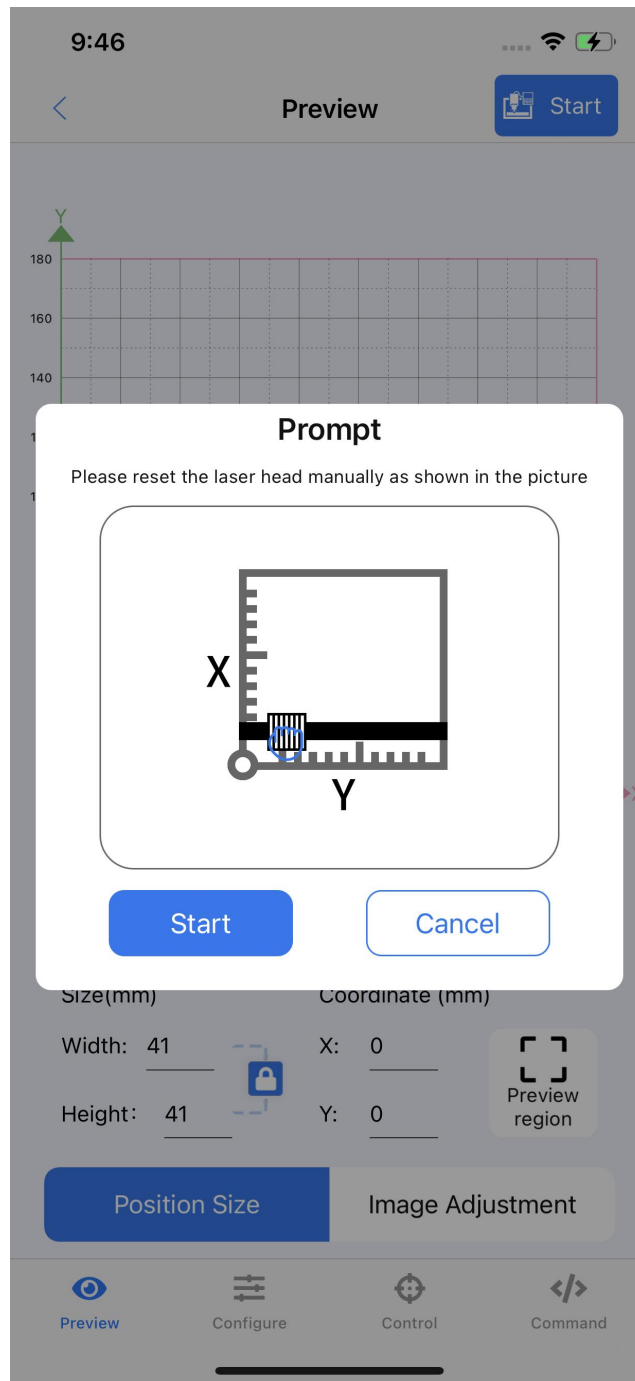 9:46
Preview
Start
Y
180
160
140
1
1
Prompt
Please reset the laser head manually as shown in the picture
X
Y
Start
Cancel
Size(mm)
Coordinate (mm)
Width: 41
X: 0
Height: 41
Y: 0
Preview
region
Position Size
Image Adjustment
Preview
Configure
Control
Command